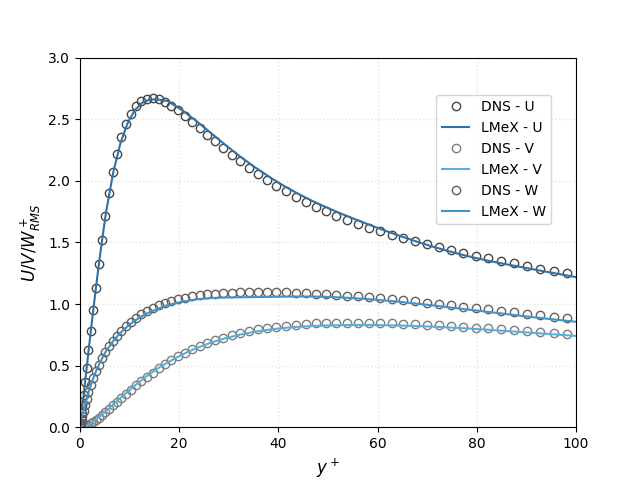 3.0
2.5
2.0
1.5
1.0
0.5
0.0
U/V/W⁺RMS
DNS - U
LMeX - U
DNS - V
LMeX - V
DNS - W
LMeX - W
0 20 40 60 80 100
y⁺